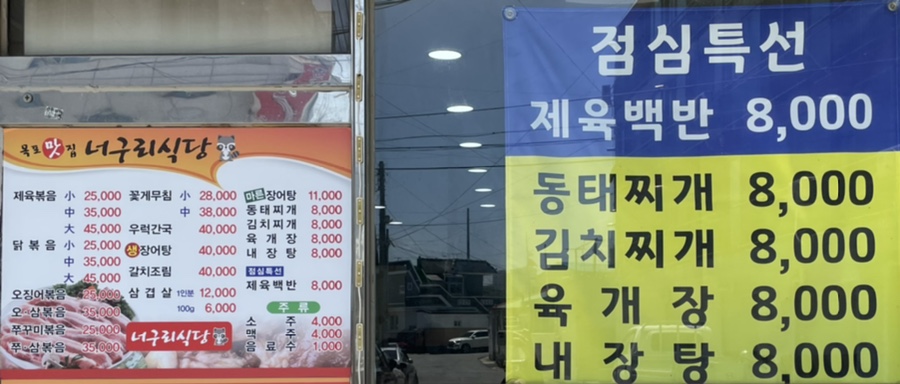 목포맛집 너구리식당
제육볶음 小 25,000
中 35,000
大 45,000
닭볶음 小 25,000
中 35,000
大 45,000
오징어볶음 25,000
오-삼볶음 35,000
쭈꾸미볶음 25,000
쭈-삼볶음 35,000
꽃게무침 小 28,000
中 38,000
우럭간국 40,000
생장어탕 40,000
갈치조림 40,000
삼겹살 1인분 12,000
100g 6,000
너구리식당
마른장어탕 11,000
동태찌개 8,000
김치찌개 8,000
육개장 8,000
내장탕 8,000
점심특선
제육백반 8,000
주류
소주 4,000
맥주 4,000
음료수 1,000
점심특선
제육백반 8,000
동태찌개 8,000
김치찌개 8,000
육개장 8,000
내장탕 8,000